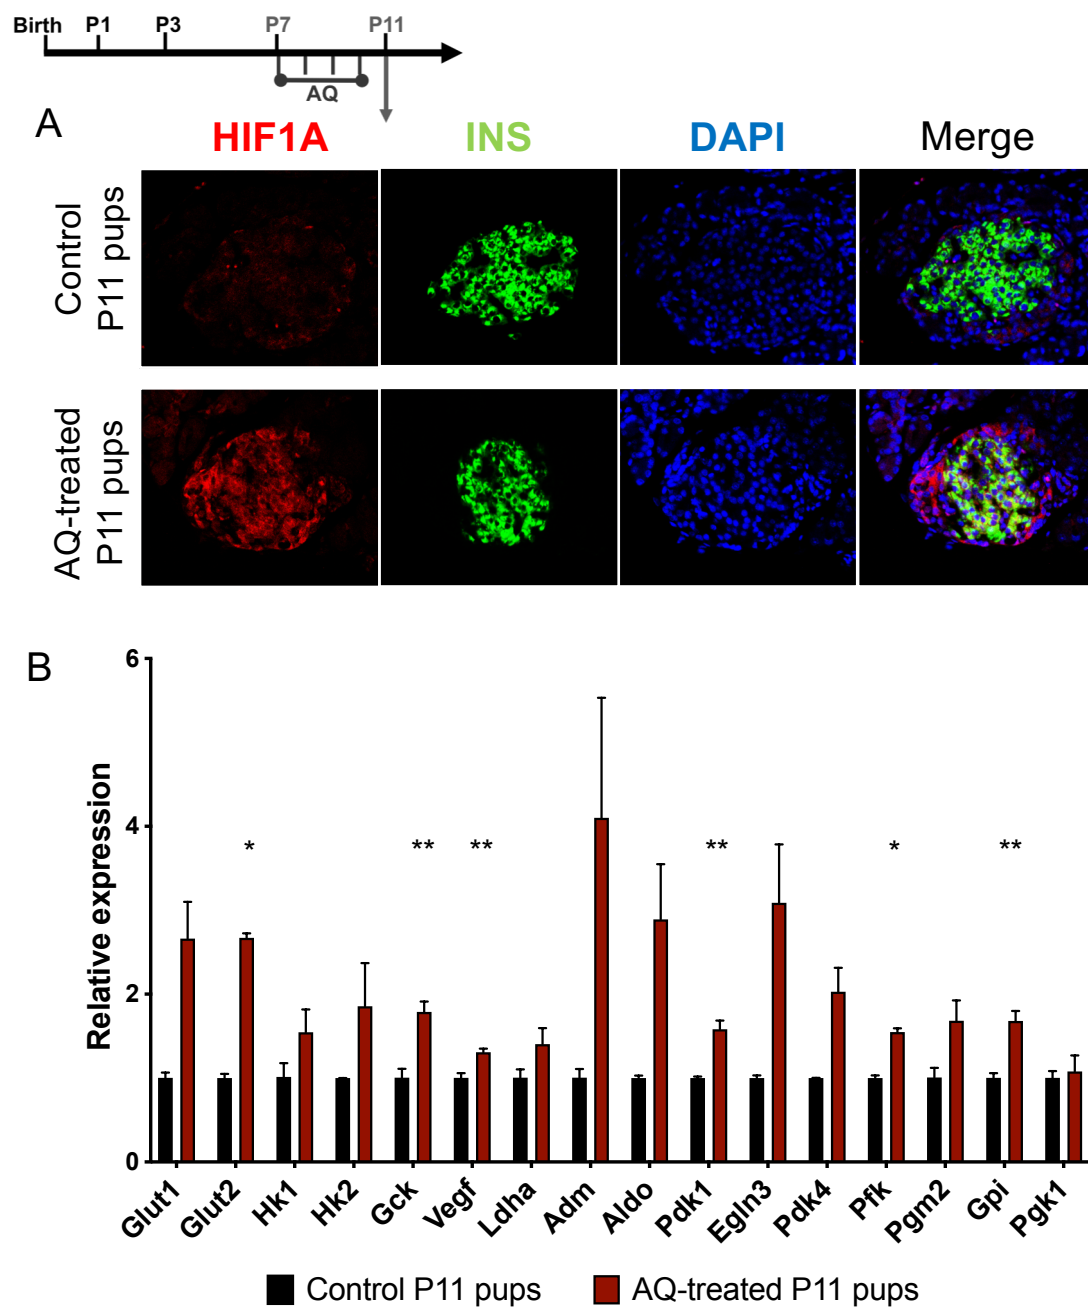 Birth P1 P3 P7 P11
AQ
A
HIF1A INS DAPI Merge
Control
P11 pups
AQ-treated
P11 pups
B
Relative expression
6
4
2
0
* ** ** ** * **
Glut1 Glut2 Hk1 Hk2 Gck Vegf Ldha Adm Aldo Pdk1 Egln3 Pdk4 Pfk Pgm2 Gpi Pgk1
Control P11 pups AQ-treated P11 pups